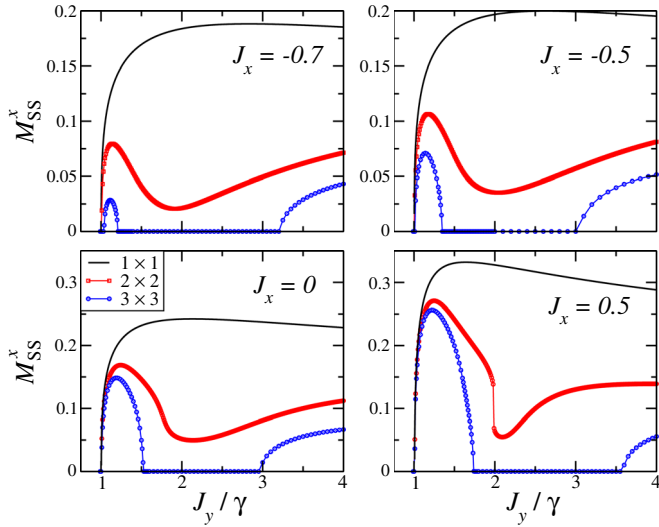 0.2
0.15
0.1
0.05
0
M_SS^x
J_x = -0.7
0.2
0.15
0.1
0.05
0
J_x = -0.5
0.3
0.2
0.1
0
M_SS^x
1 × 1
2 × 2
3 × 3
J_x = 0
1 2 3 4
J_y / γ
0.3
0.2
0.1
0
J_x = 0.5
1 2 3 4
J_y / γ